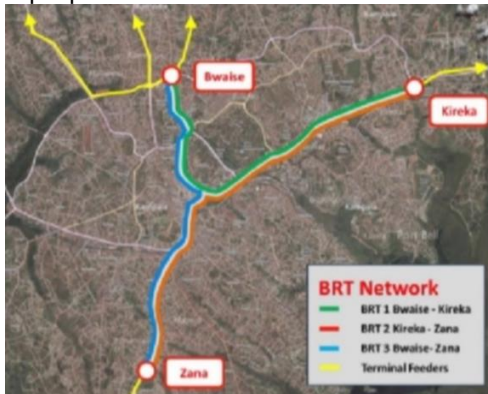 Bwaise
Kireka
Zana
BRT Network
BRT 1 Bwaise - Kireka
BRT 2 Kireka - Zana
BRT 3 Bwaise- Zana
Terminal Feeders